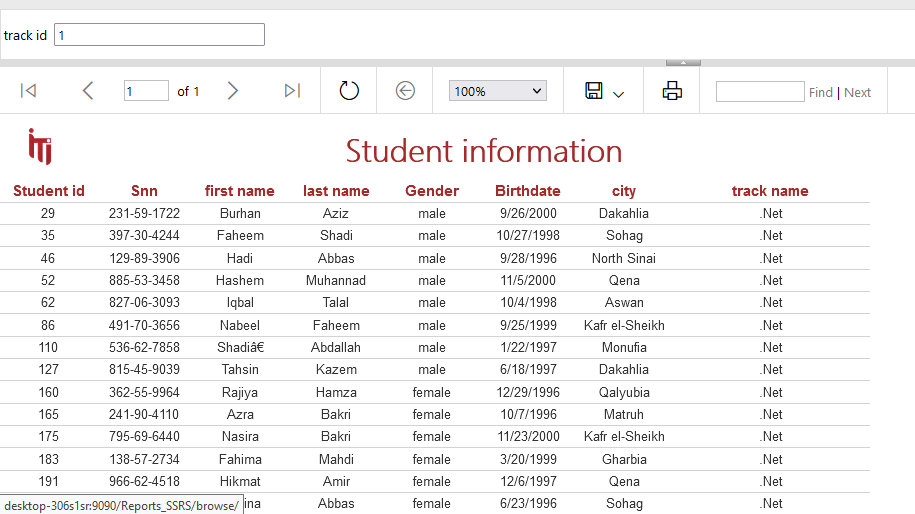 track id 1
1 of 1 100% Find | Next
iTi Student information
Student id Snn first name last name Gender Birthdate city track name
29 231-59-1722 Burhan Aziz male 9/26/2000 Dakahlia .Net
35 397-30-4244 Faheem Shadi male 10/27/1998 Sohag .Net
46 129-89-3906 Hadi Abbas male 9/28/1996 North Sinai .Net
52 885-53-3458 Hashem Muhannad male 11/5/2000 Qena .Net
62 827-06-3093 Iqbal Talal male 10/4/1998 Aswan .Net
86 491-70-3656 Nabeel Faheem male 9/25/1999 Kafr el-Sheikh .Net
110 536-62-7858 Shadiâ€ Abdallah male 1/22/1997 Monufia .Net
127 815-45-9039 Tahsin Kazem male 6/18/1997 Dakahlia .Net
160 362-55-9964 Rajiya Hamza female 12/29/1996 Qalyubia .Net
165 241-90-4110 Azra Bakri female 10/7/1996 Matruh .Net
175 795-69-6440 Nasira Bakri female 11/23/2000 Kafr el-Sheikh .Net
183 138-57-2734 Fahima Mahdi female 3/20/1999 Gharbia .Net
191 966-62-4518 Hikmat Amir female 12/6/1997 Qena .Net
desktop-306s1sr:9090/Reports_SSRS/browse/ ina Abbas female 6/23/1996 Sohag .Net